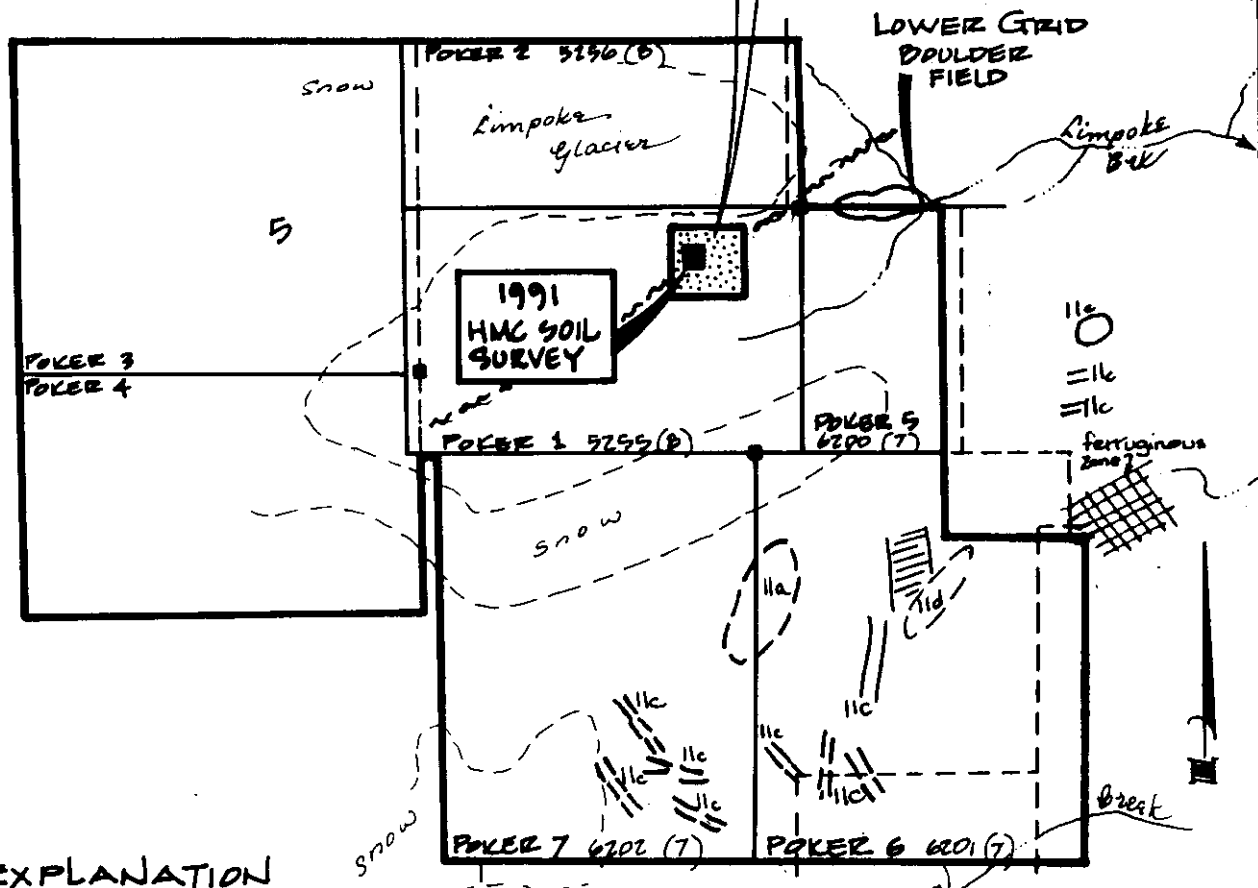 LOWER GRID
BOULDER
FIELD
POKER 2 5256 (8)
Snow
Limpoke
Glacier
Limpoke
5
1991
HMC SOIL
SURVEY
11c
11c
11c
POKER 3
POKER 4
POKER 1 5255 (8)
POKER 5
6200 (7)
ferruginous
zone?
snow
11a
11d
11c
11c
11c
11c
11c
11c
11c
snow
Break
POKER 7 6202 (7)
POKER 6 6201 (7)
EXPLANATION